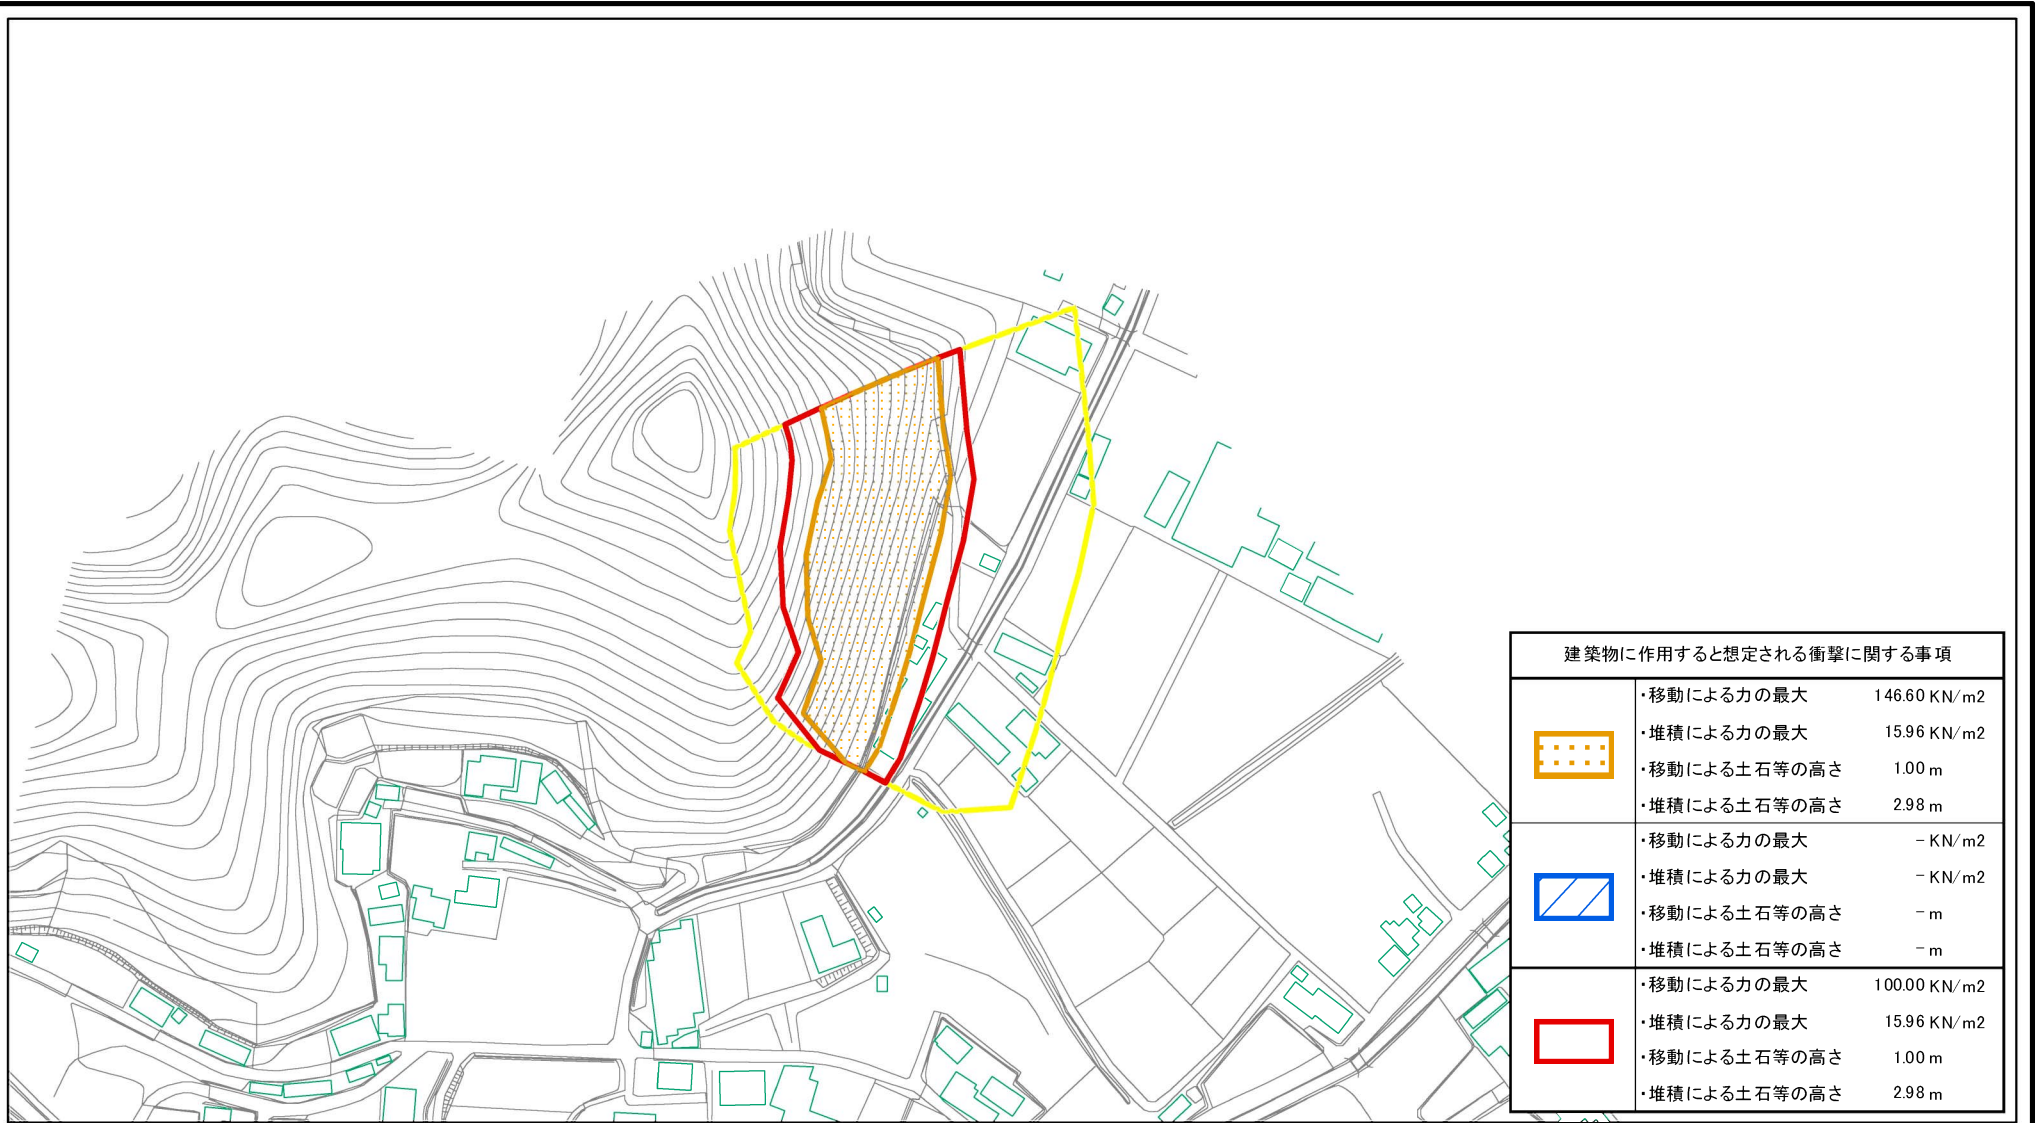 建築物に作用すると想定される衝撃に関する事項
・移動による力の最大 146.60 KN/m2
・堆積による力の最大 15.96 KN/m2
・移動による土石等の高さ 1.00 m
・堆積による土石等の高さ 2.98 m
・移動による力の最大 - KN/m2
・堆積による力の最大 - KN/m2
・移動による土石等の高さ - m
・堆積による土石等の高さ - m
・移動による力の最大 100.00 KN/m2
・堆積による力の最大 15.96 KN/m2
・移動による土石等の高さ 1.00 m
・堆積による土石等の高さ 2.98 m